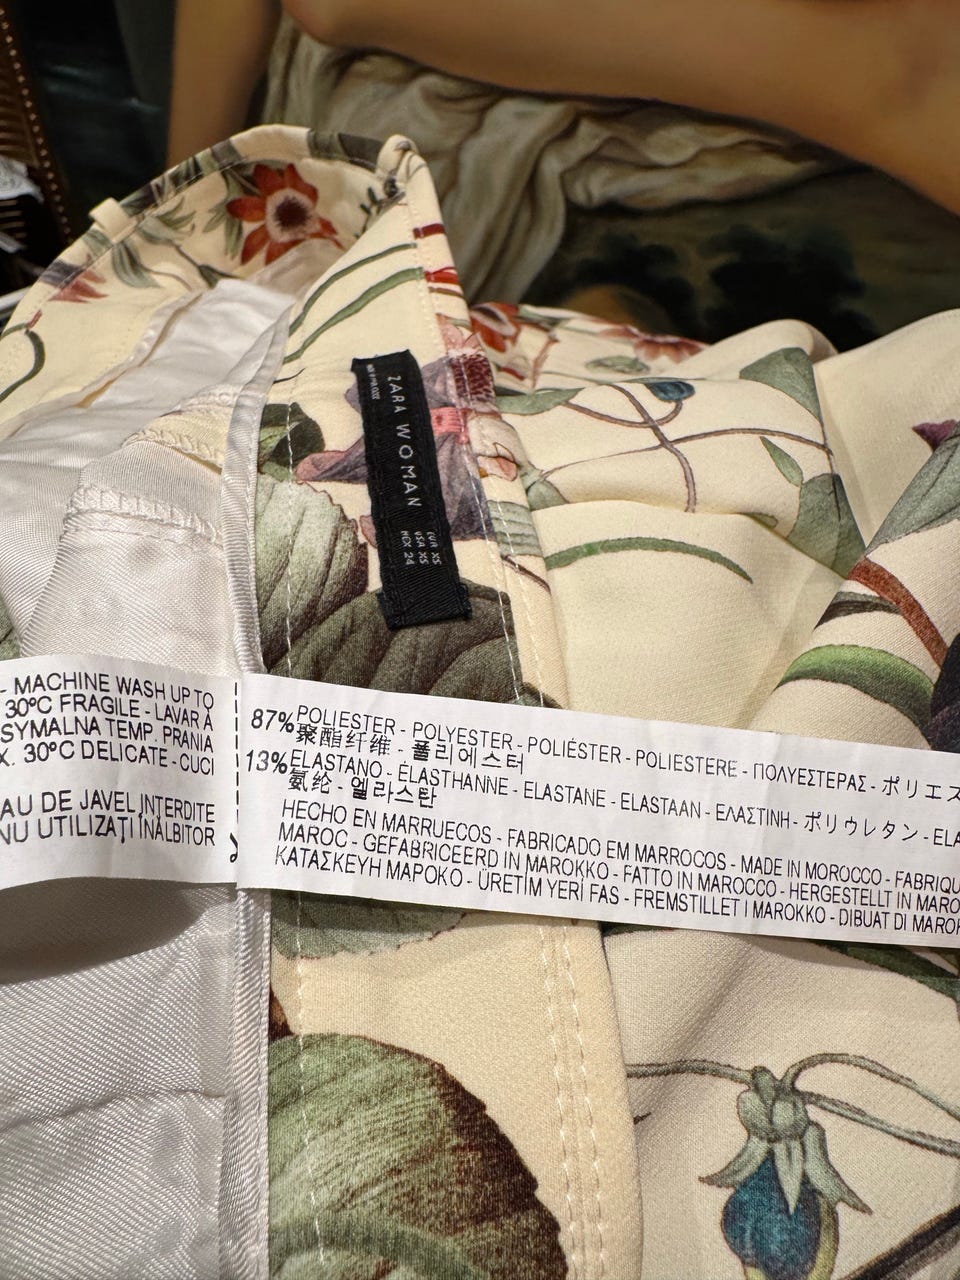 ZARA WOMAN
EUR XS
USA XS
MEX 24
- MACHINE WASH UP TO
30ºC FRAGILE - LAVAR À
SYMALNA TEMP. PRANIA
X. 30ºC DELICATE - CUCI
AU DE JAVEL INTERDITE
NU UTILIZAȚI ÎNĂLBITOR
87% POLIESTER - POLYESTER - POLIÉSTER - POLIESTERE - ΠΟΛΥΕΣΤΕΡΑΣ - ポリエス
聚酯纤维 - 폴리에스터
13% ELASTANO - ÉLASTHANNE - ELASTANE - ELASTAAN - ΕΛΑΣΤΙΝΗ - ポリウレタン - ELA
氨纶 - 엘라스탄
HECHO EN MARRUECOS - FABRICADO EM MARROCOS - MADE IN MOROCCO - FABRIQU
MAROC - GEFABRICEERD IN MAROKKO - FATTO IN MAROCCO - HERGESTELLT IN MARO
ΚΑΤΑΣΚΕΥΗ ΜΑΡΟΚΟ - ÜRETİM YERİ FAS - FREMSTILLET I MAROKKO - DIBUAT DI MAROK